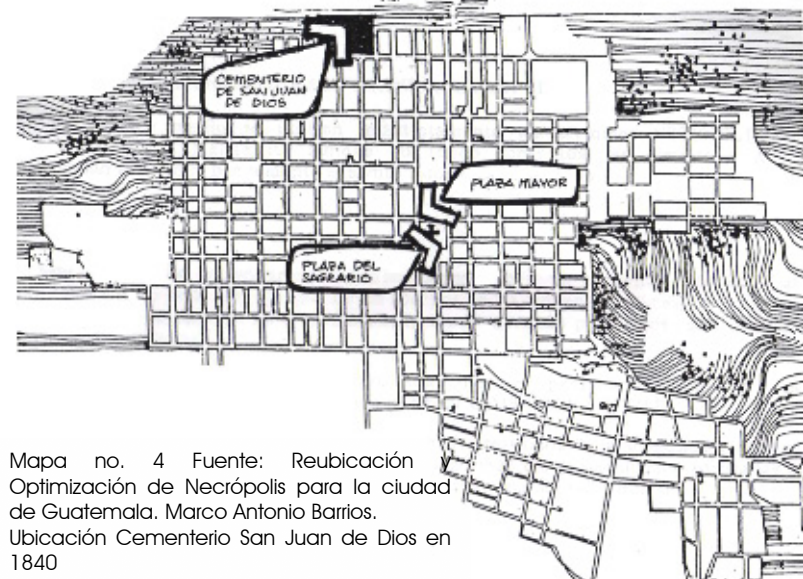 CEMENTERIO
DE SAN JUAN
DE DIOS
PLAZA MAYOR
PLAZA DEL
SAGRARIO
Mapa no. 4 Fuente: Reubicación y
Optimización de Necrópolis para la ciudad
de Guatemala. Marco Antonio Barrios.
Ubicación Cementerio San Juan de Dios en
1840